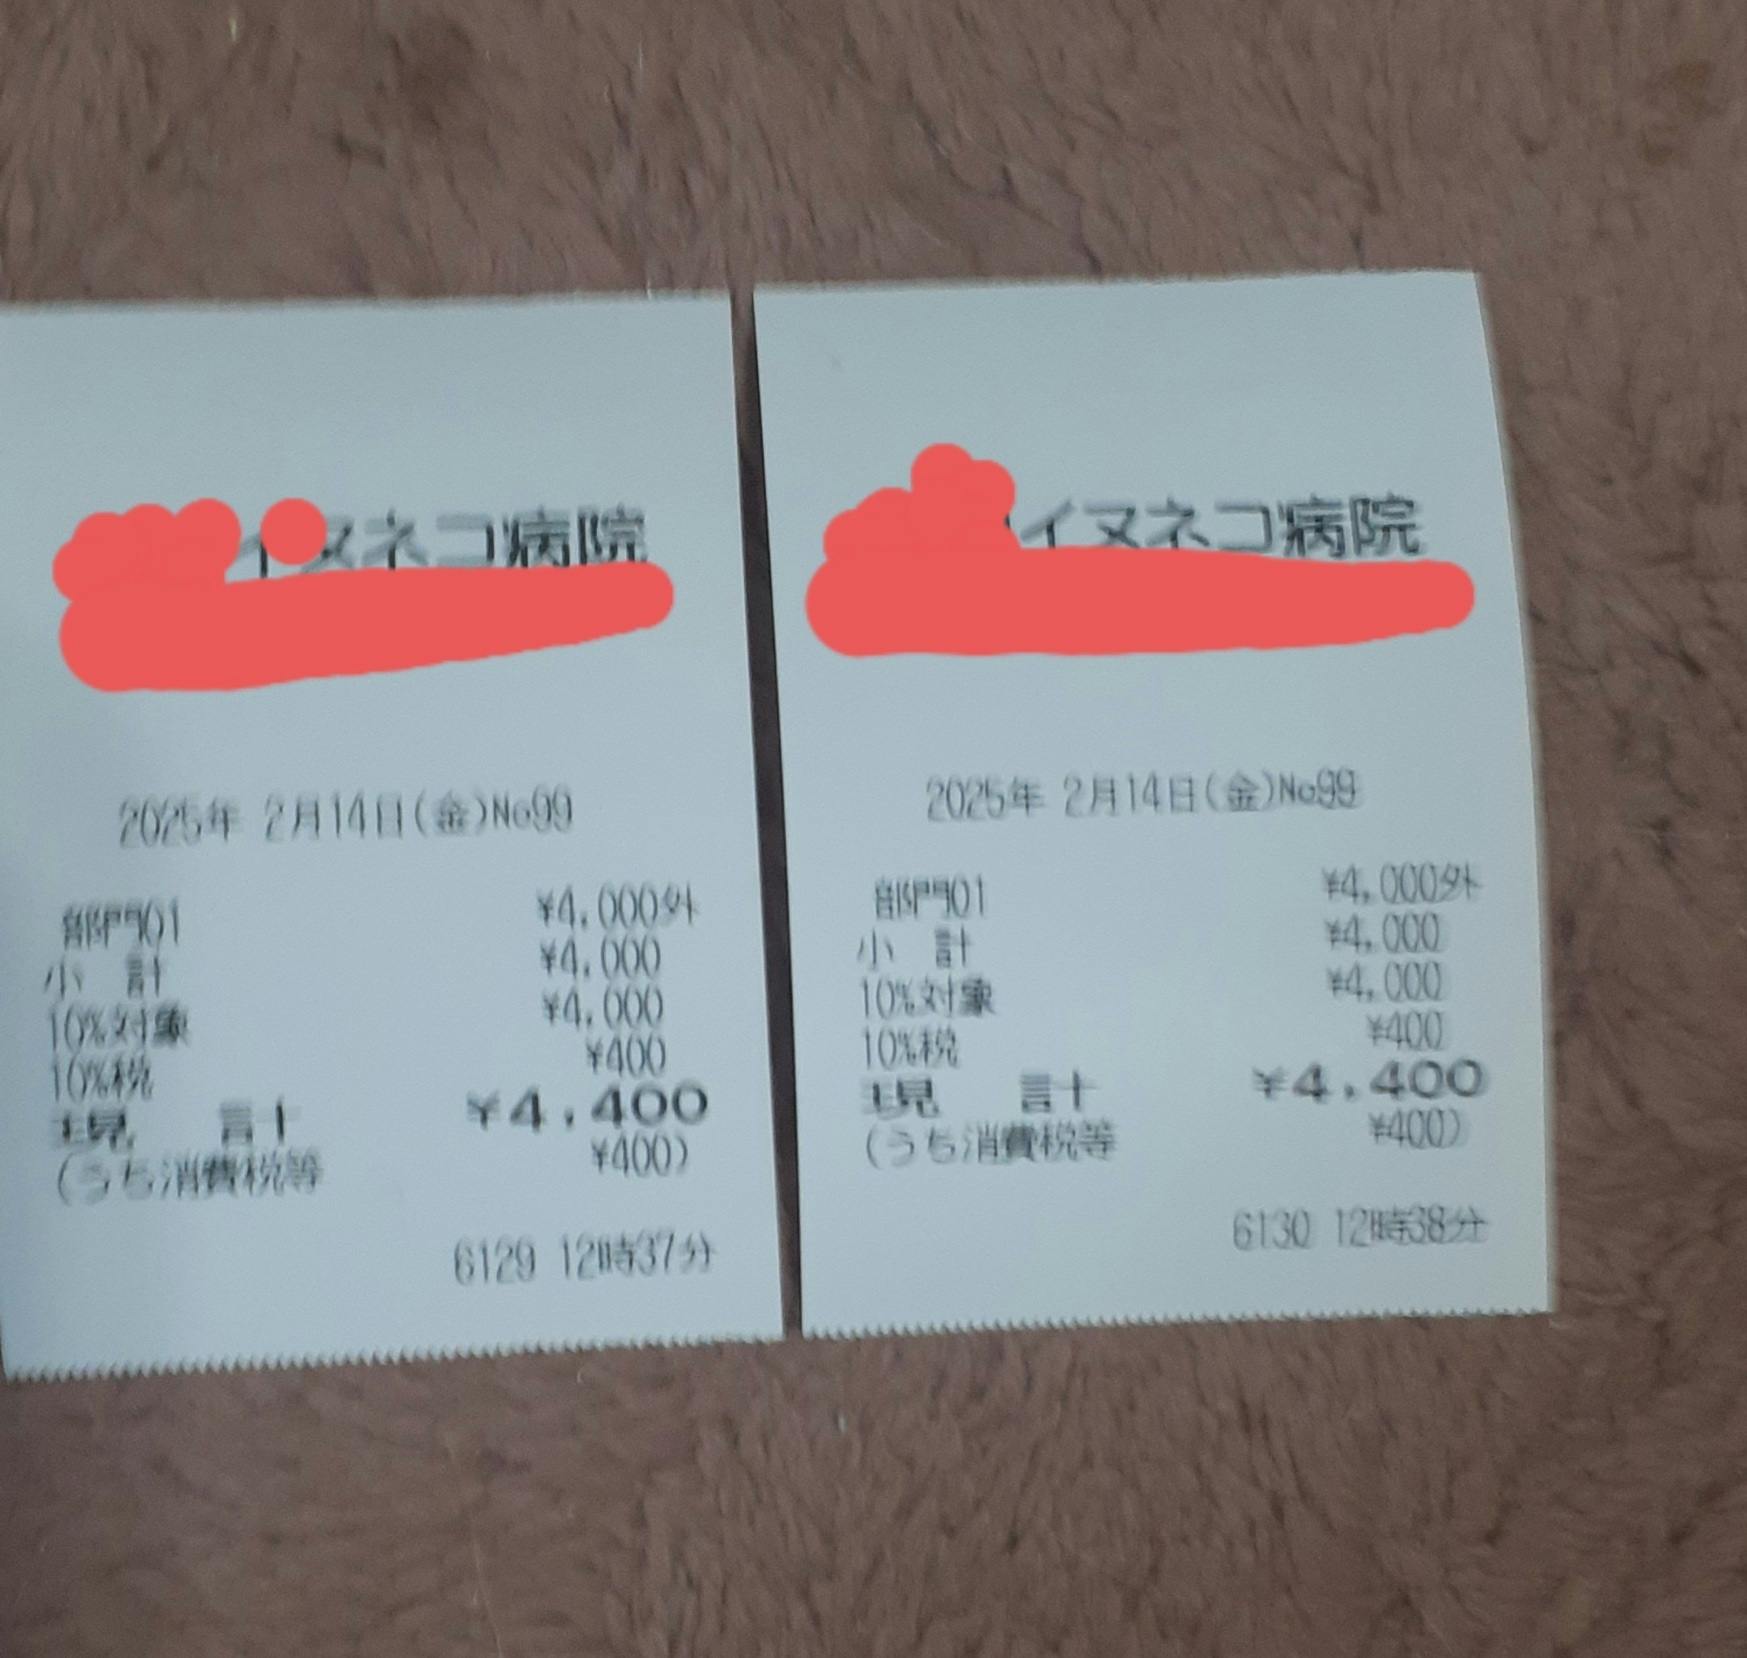 イヌネコ病院
2025年 2月14日(金)No99
部門01 ¥4,000外
小 計 ¥4,000
10%対象 ¥4,000
10%税 ¥400
現 計 ¥4,400
(うち消費税等 ¥400)
6129 12時37分
イヌネコ病院
2025年 2月14日(金)No99
部門01 ¥4,000外
小 計 ¥4,000
10%対象 ¥4,000
10%税 ¥400
現 計 ¥4,400
(うち消費税等 ¥400)
6130 12時38分